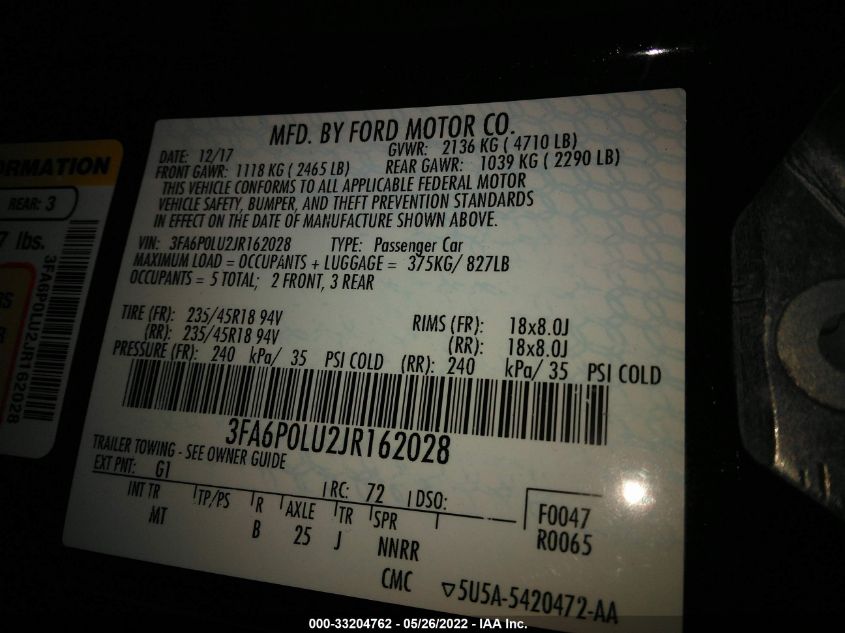 ORMATION
REAR: 3
7 lbs.
3FA6P0LU2JR162028
MFD. BY FORD MOTOR CO.
DATE: 12/17 GVWR: 2136 KG ( 4710 LB)
FRONT GAWR: 1118 KG ( 2465 LB) REAR GAWR: 1039 KG ( 2290 LB)
THIS VEHICLE CONFORMS TO ALL APPLICABLE FEDERAL MOTOR
VEHICLE SAFETY, BUMPER, AND THEFT PREVENTION STANDARDS
IN EFFECT ON THE DATE OF MANUFACTURE SHOWN ABOVE.
VIN: 3FA6P0LU2JR162028 TYPE: Passenger Car
MAXIMUM LOAD = OCCUPANTS + LUGGAGE = 375KG/ 827LB
OCCUPANTS = 5 TOTAL; 2 FRONT, 3 REAR
TIRE (FR): 235/45R18 94V RIMS (FR): 18x8.0J
(RR): 235/45R18 94V (RR): 18x8.0J
PRESSURE (FR): 240 kPa/ 35 PSI COLD (RR): 240 kPa/ 35 PSI COLD
3FA6P0LU2JR162028
TRAILER TOWING - SEE OWNER GUIDE
EXT PNT: G1 RC: 72 DSO:
INT TR TP/PS R AXLE TR SPR F0047
MT B 25 J NNRR R0065
CMC 5U5A-5420472-AA
000-33204762 - 05/26/2022 - IAA Inc.